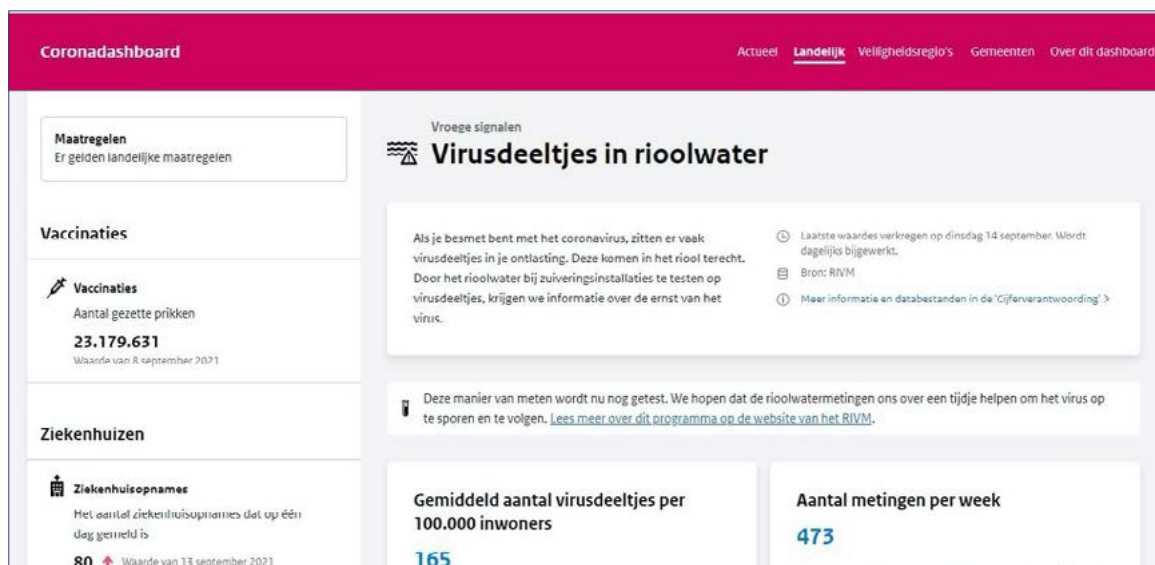 Coronadashboard
Actueel Landelijk Veiligheidsregio's Gemeenten Over dit dashboard
Maatregelen
Er gelden landelijke maatregelen
Vaccinaties
Vaccinaties
Aantal gezette prikken
23.179.631
Waarde van 8 september 2021
Ziekenhuizen
Ziekenhuisopnames
Het aantal ziekenhuisopnames dat op één
dag gemeld is
80 Waarde van 13 september 2021
Vroege signalen
Virusdeeltjes in rioolwater
Als je besmet bent met het coronavirus, zitten er vaak
virusdeeltjes in je ontlasting. Deze komen in het riool terecht.
Door het rioolwater bij zuiveringsinstallaties te testen op
virusdeeltjes, krijgen we informatie over de ernst van het
virus.
Laatste waardes verkregen op dinsdag 14 september. Wordt
dagelijks bijgewerkt.
Bron: RIVM
Meer informatie en databestanden in de 'Cijferverantwoording' >
Deze manier van meten wordt nu nog getest. We hopen dat de rioolwatermetingen ons over een tijdje helpen om het virus op
te sporen en te volgen. Lees meer over dit programma op de website van het RIVM.
Gemiddeld aantal virusdeeltjes per
100.000 inwoners
165
Aantal metingen per week
473